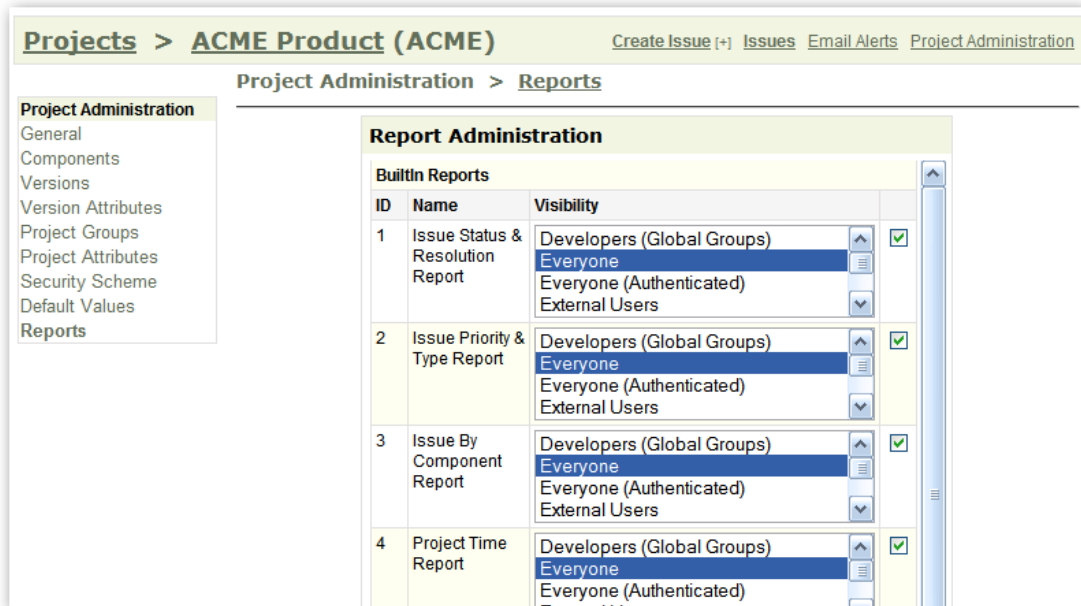 Projects > ACME Product (ACME)
Create Issue [+] Issues Email Alerts Project Administration
Project Administration > Reports
Project Administration
General
Components
Versions
Version Attributes
Project Groups
Project Attributes
Security Scheme
Default Values
Reports
Report Administration
BuiltIn Reports
ID Name Visibility
1 Issue Status & Resolution Report
Developers (Global Groups)
Everyone
Everyone (Authenticated)
External Users
2 Issue Priority & Type Report
Developers (Global Groups)
Everyone
Everyone (Authenticated)
External Users
3 Issue By Component Report
Developers (Global Groups)
Everyone
Everyone (Authenticated)
External Users
4 Project Time Report
Developers (Global Groups)
Everyone
Everyone (Authenticated)